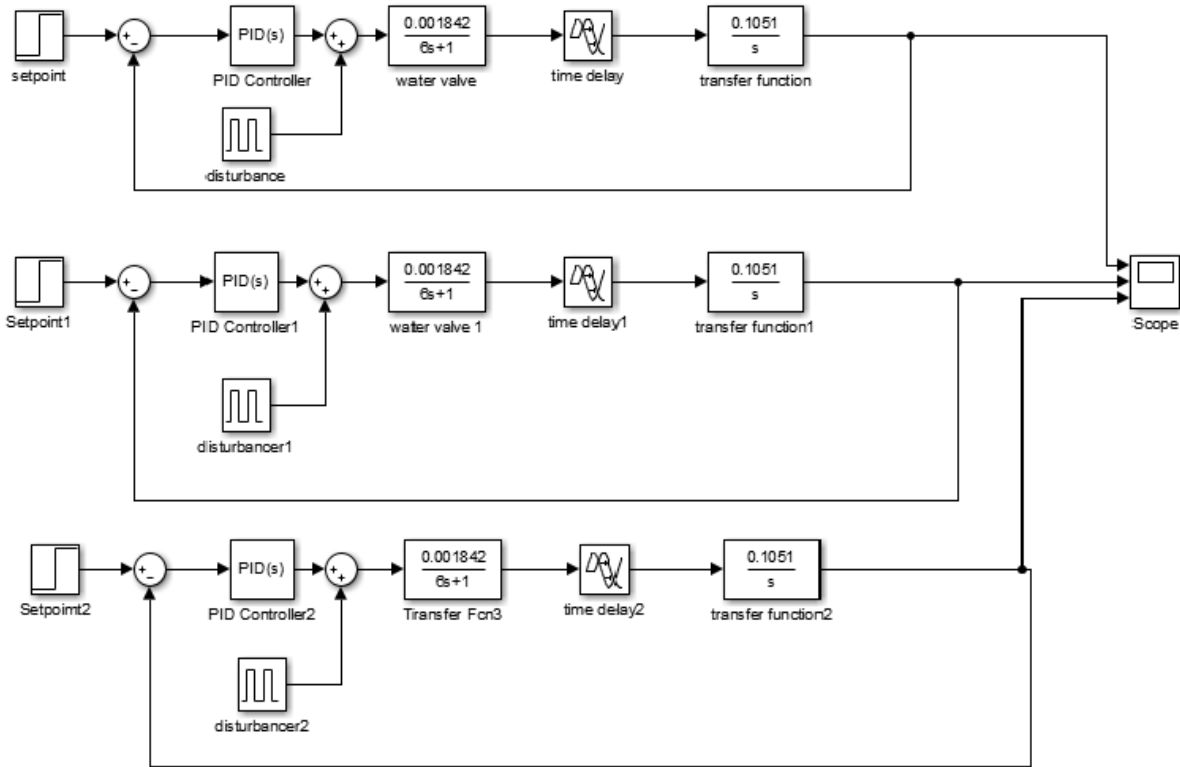 0.001842
6s+1
0.1051
s
PID(s)
+
-
+
+
setpoint
PID Controller
water valve
time delay
transfer function
disturbance
0.001842
6s+1
0.1051
s
PID(s)
+
-
+
+
Setpoint1
PID Controller1
water valve 1
time delay1
transfer function1
Scope
disturbancer1
0.001842
6s+1
0.1051
s
PID(s)
+
-
+
+
Setpoimt2
PID Controller2
Transfer Fcn3
time delay2
transfer function2
disturbancer2